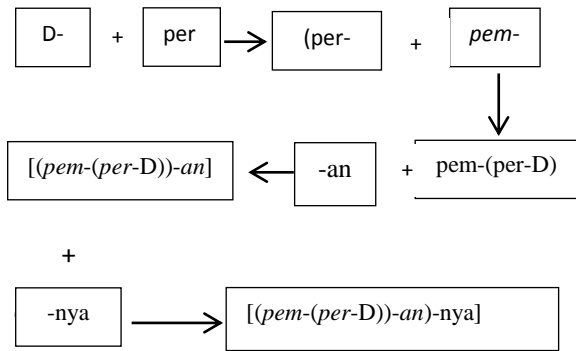 D- + per (per- + pem-
[(pem-(per-D))-an] -an + pem-(per-D)
+
-nya [(pem-(per-D))-an)-nya]